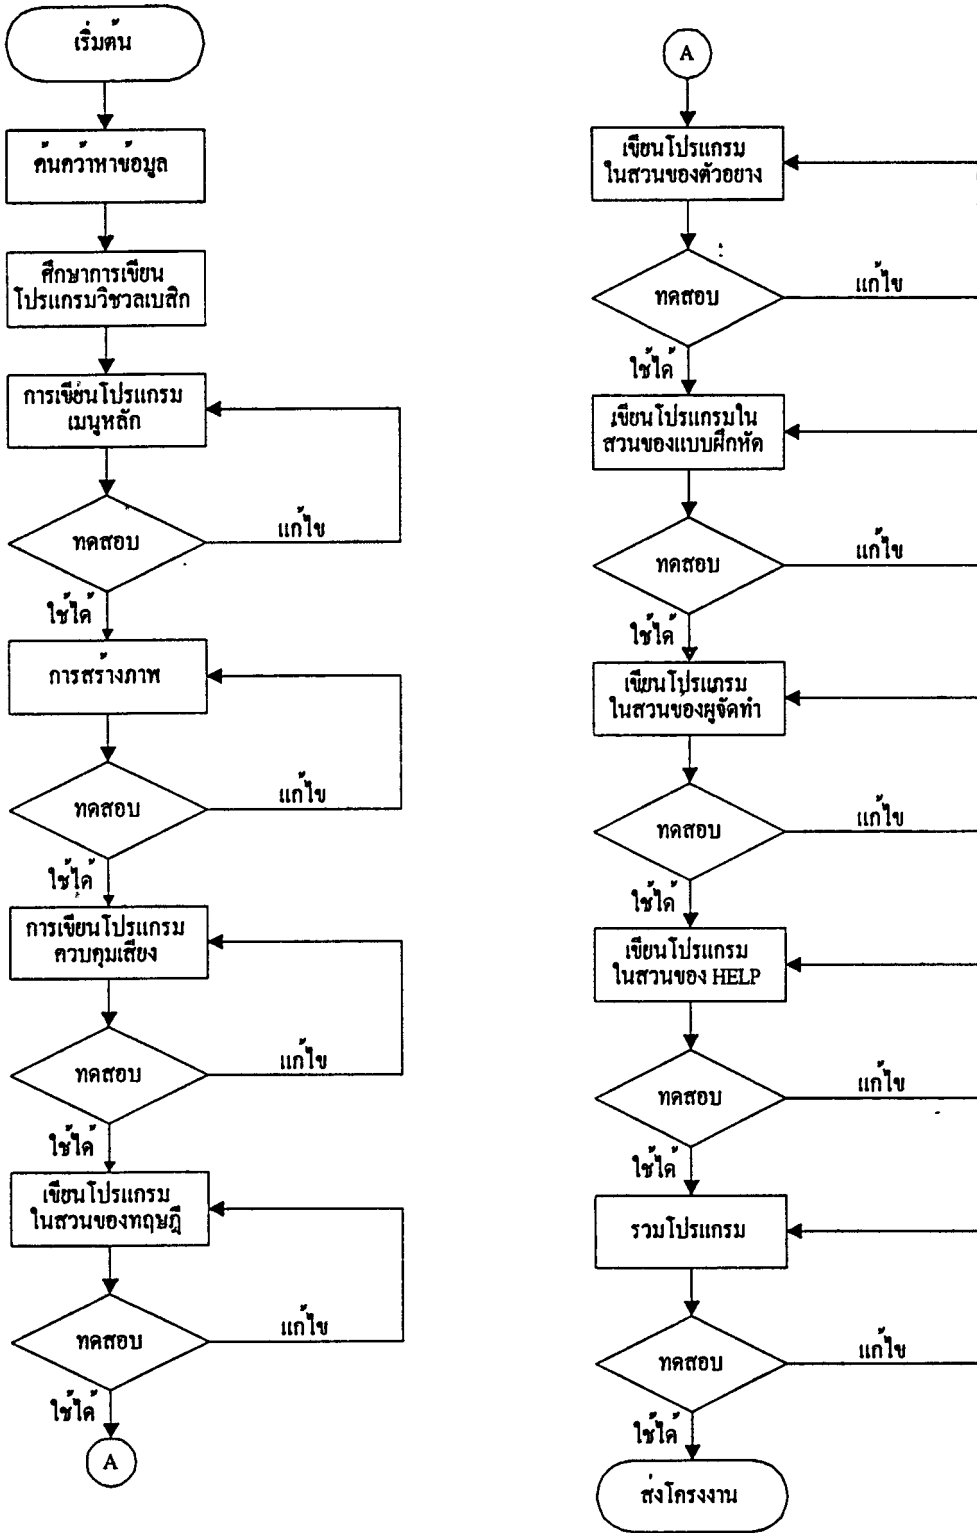 เริ่มต้น
ค้นคว้าหาข้อมูล
ศึกษาการเขียน
โปรแกรมวิชวลเบสิก
การเขียนโปรแกรม
เมนูหลัก
ทดสอบ
แก้ไข
ใช้ได้
การสร้างภาพ
ทดสอบ
แก้ไข
ใช้ได้
การเขียนโปรแกรม
ควบคุมเสียง
ทดสอบ
แก้ไข
ใช้ได้
เขียนโปรแกรม
ในส่วนของทฤษฎี
ทดสอบ
แก้ไข
ใช้ได้
A
A
เขียนโปรแกรม
ในส่วนของตัวอย่าง
ทดสอบ
แก้ไข
ใช้ได้
เขียนโปรแกรมใน
ส่วนของแบบฝึกหัด
ทดสอบ
แก้ไข
ใช้ได้
เขียนโปรแกรม
ในส่วนของผู้จัดทำ
ทดสอบ
แก้ไข
ใช้ได้
เขียนโปรแกรม
ในส่วนของ HELP
ทดสอบ
แก้ไข
ใช้ได้
รวมโปรแกรม
ทดสอบ
แก้ไข
ใช้ได้
ส่งโครงงาน